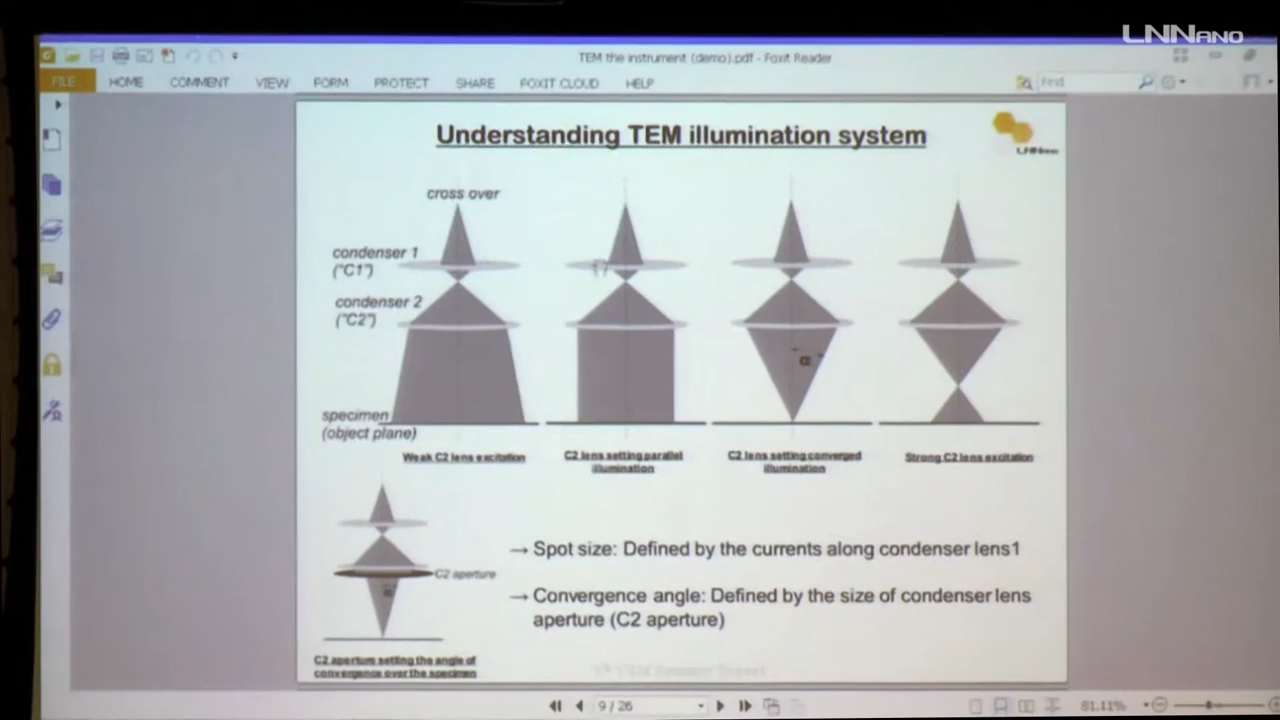 LNNANO
TEM the instrument (demo).pdf - Foxit Reader
FILE HOME COMMENT VIEW FORM PROTECT SHARE FOXIT CLOUD HELP
Find
Understanding TEM illumination system
LNNano
cross over
condenser 1
("C1")
condenser 2
("C2")
α
specimen
(object plane)
Weak C2 lens excitation
C2 lens setting parallel
illumination
C2 lens setting converged
illumination
Strong C2 lens excitation
C2 aperture
α
C2 aperture setting the angle of
convergence over the specimen
→ Spot size: Defined by the currents along condenser lens1
→ Convergence angle: Defined by the size of condenser lens
aperture (C2 aperture)
9 / 26
81.11%